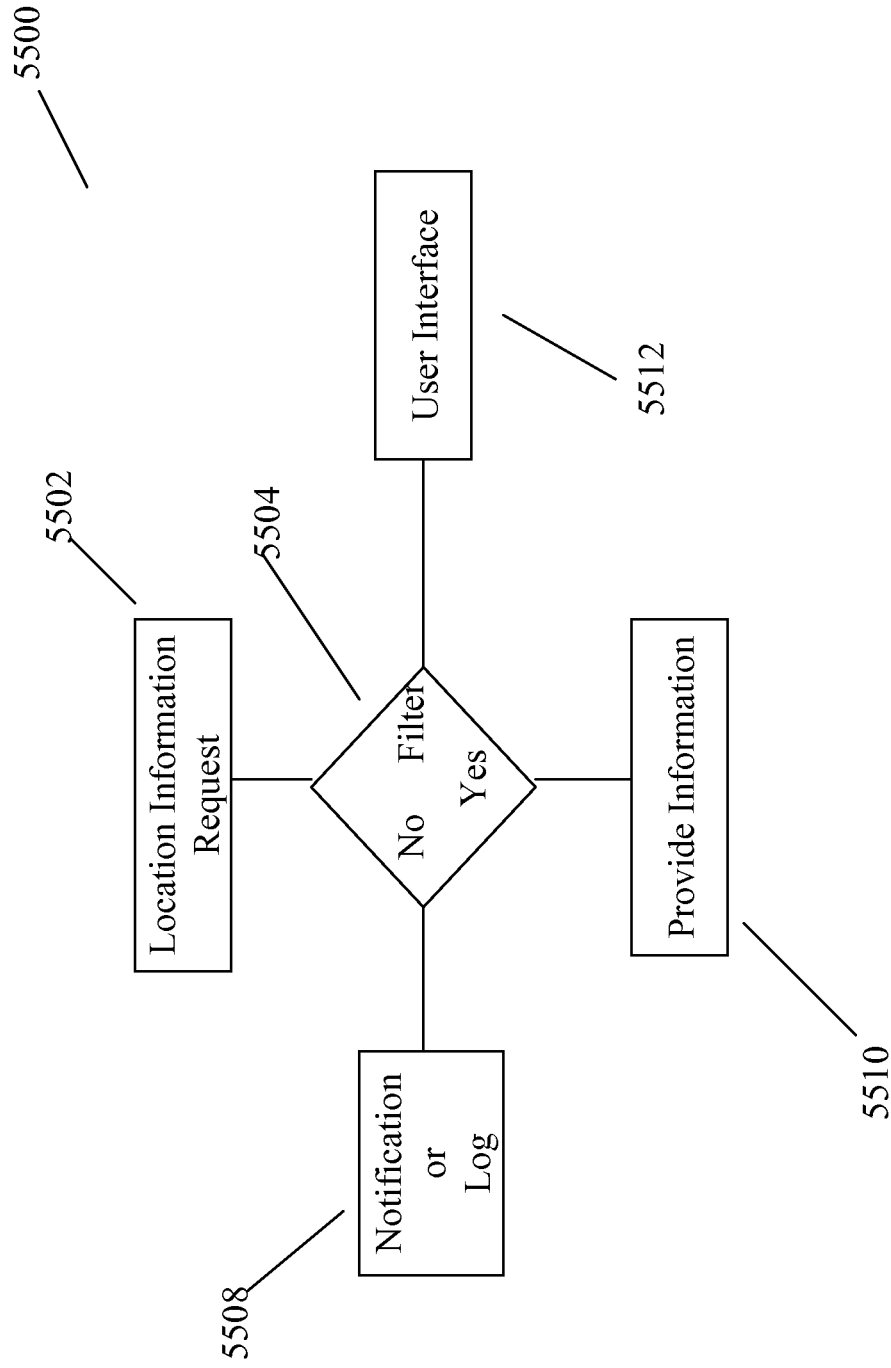 5500
5502
Location Information
Request
5504
No Filter
Yes
Notification
or
Log
5508
User Interface
5512
Provide Information
5510